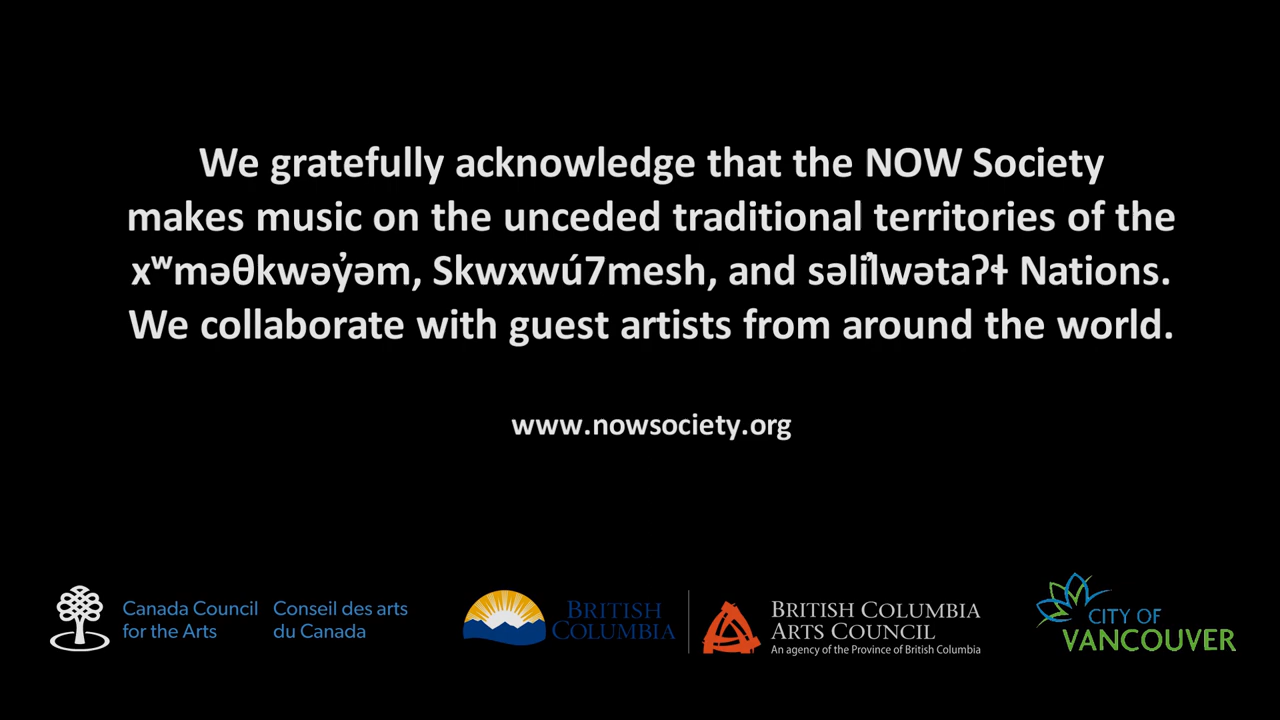 We gratefully acknowledge that the NOW Society
makes music on the unceded traditional territories of the
xʷməθkwəy̓əm, Skwxwú7mesh, and səlil̓wətaʔɬ Nations.
We collaborate with guest artists from around the world.
www.nowsociety.org
Canada Council for the Arts
Conseil des arts du Canada
BRITISH COLUMBIA
BRITISH COLUMBIA ARTS COUNCIL
An agency of the Province of British Columbia
CITY OF VANCOUVER